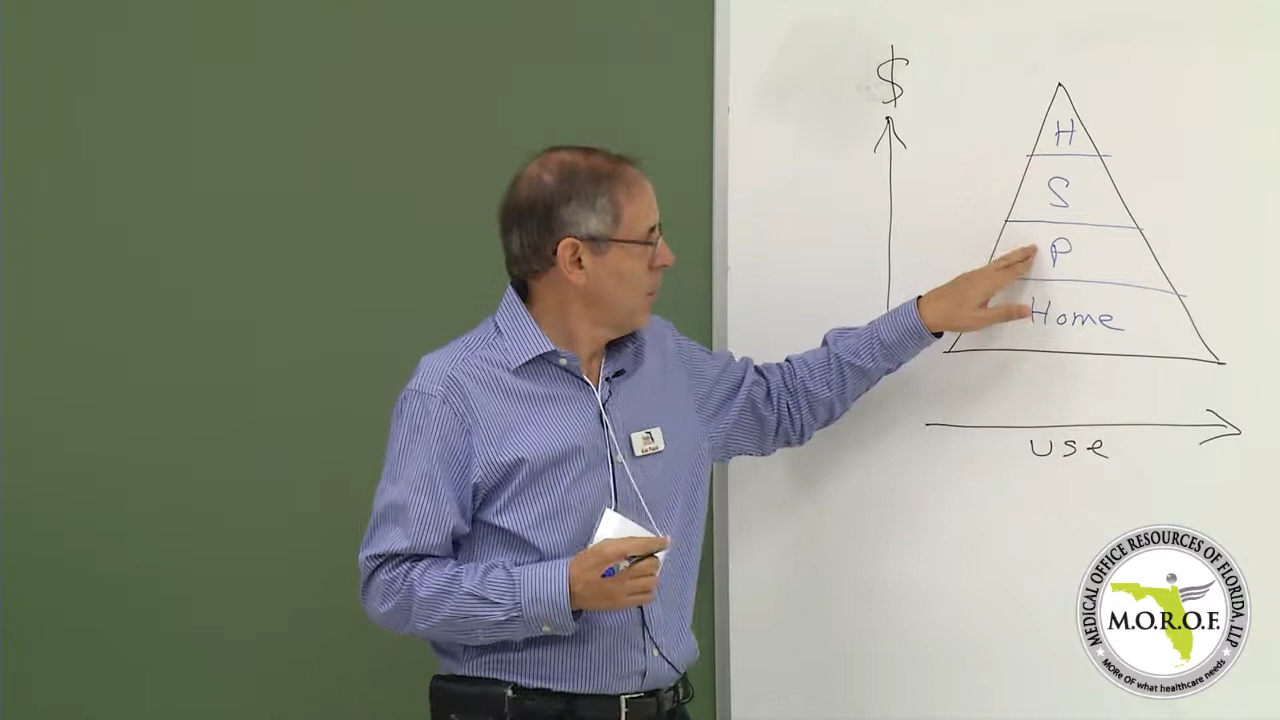 $
H
S
P
Home
use
MEDICAL OFFICE RESOURCES OF FLORIDA, LLP
M.O.R.O.F.
MORe OF what healthcare needs